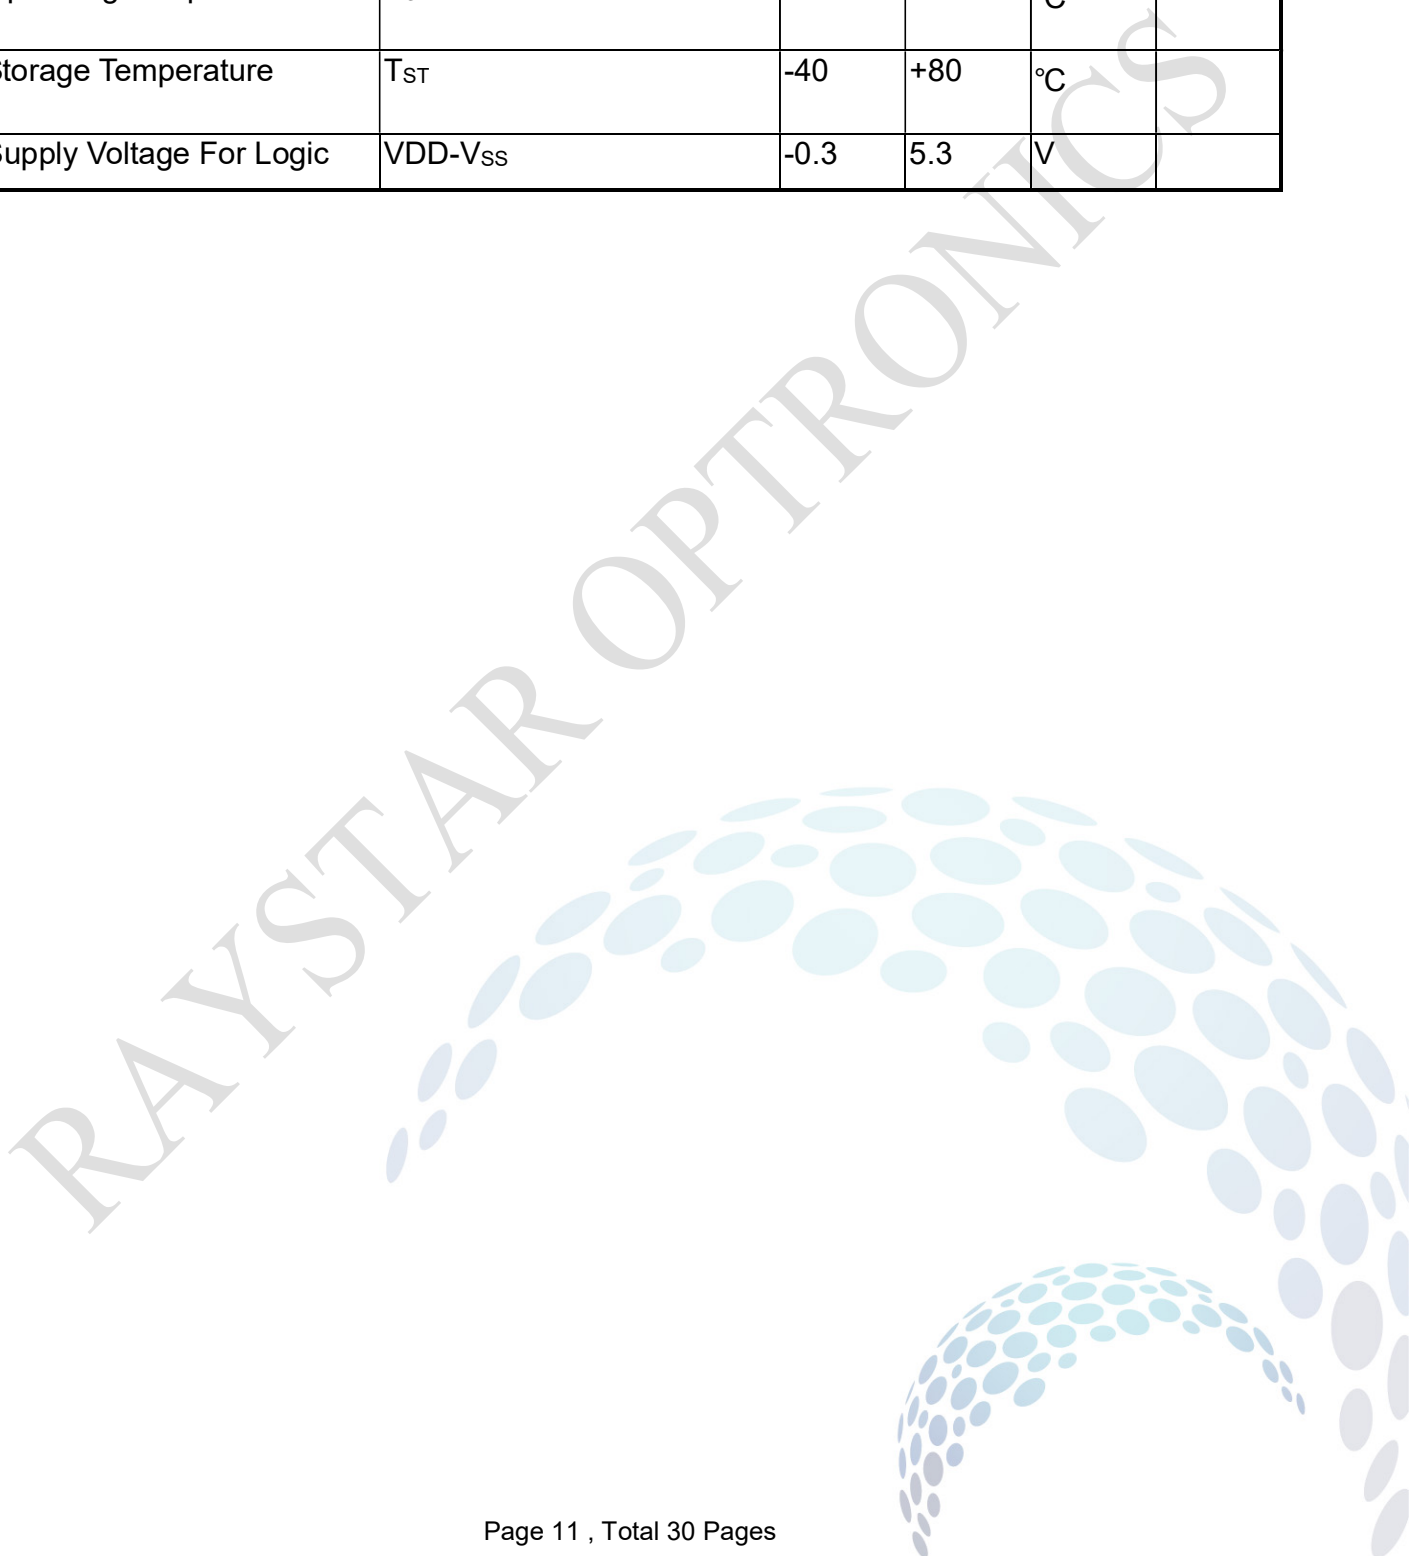 ℃
Storage Temperature TST -40 +80 ℃
Supply Voltage For Logic VDD-VSS -0.3 5.3 V
RAYSTAR OPTRONICS
Page 11 , Total 30 Pages